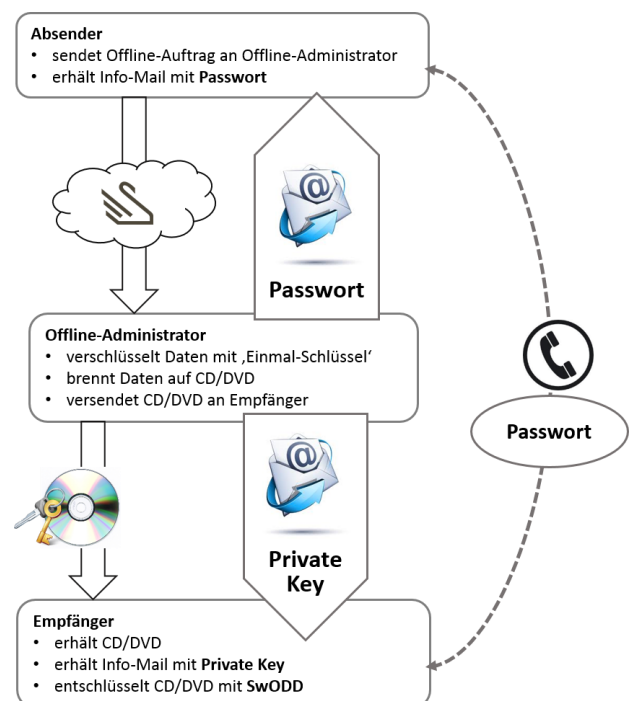 Absender
• sendet Offline-Auftrag an Offline-Administrator
• erhält Info-Mail mit Passwort
@
Passwort
Offline-Administrator
• verschlüsselt Daten mit ‚Einmal-Schlüssel‘
• brennt Daten auf CD/DVD
• versendet CD/DVD an Empfänger
Passwort
@
Private
Key
Empfänger
• erhält CD/DVD
• erhält Info-Mail mit Private Key
• entschlüsselt CD/DVD mit SwODD